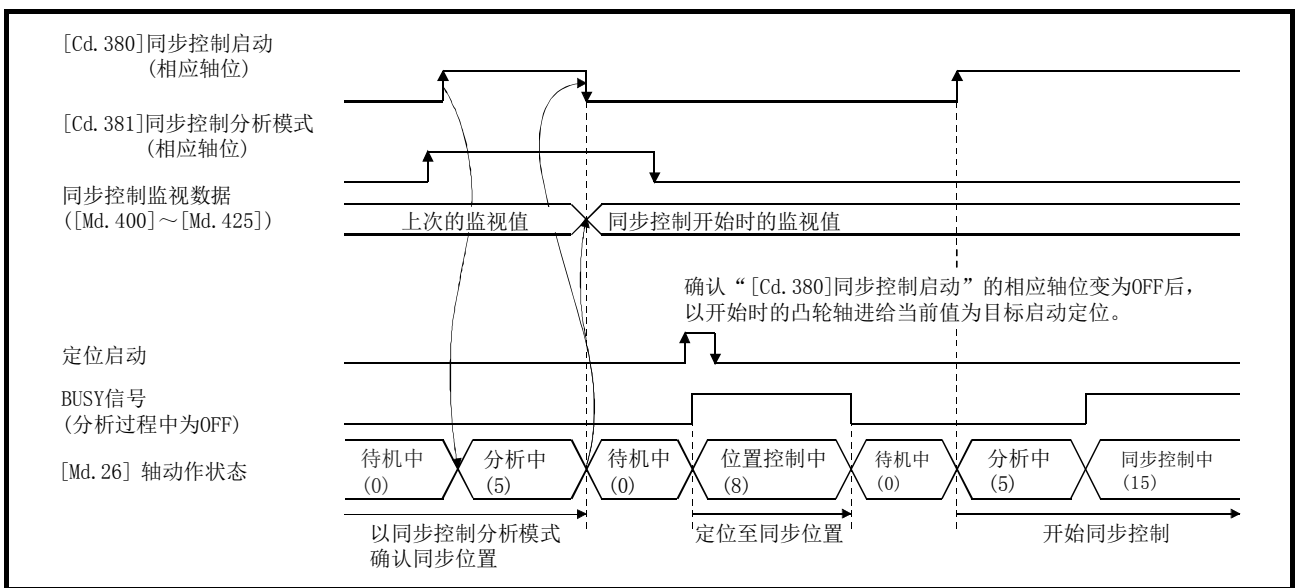 [Cd.380]同步控制启动
(相应轴位)
[Cd.381]同步控制分析模式
(相应轴位)
同步控制监视数据
([Md.400]～[Md.425])
上次的监视值
同步控制开始时的监视值
确认“[Cd.380]同步控制启动”的相应轴位变为OFF后，
以开始时的凸轮轴进给当前值为目标启动定位。
定位启动
BUSY信号
(分析过程中为OFF)
[Md.26] 轴动作状态
待机中
(0)
分析中
(5)
待机中
(0)
位置控制中
(8)
待机中
(0)
分析中
(5)
同步控制中
(15)
以同步控制分析模式
确认同步位置
定位至同步位置
开始同步控制